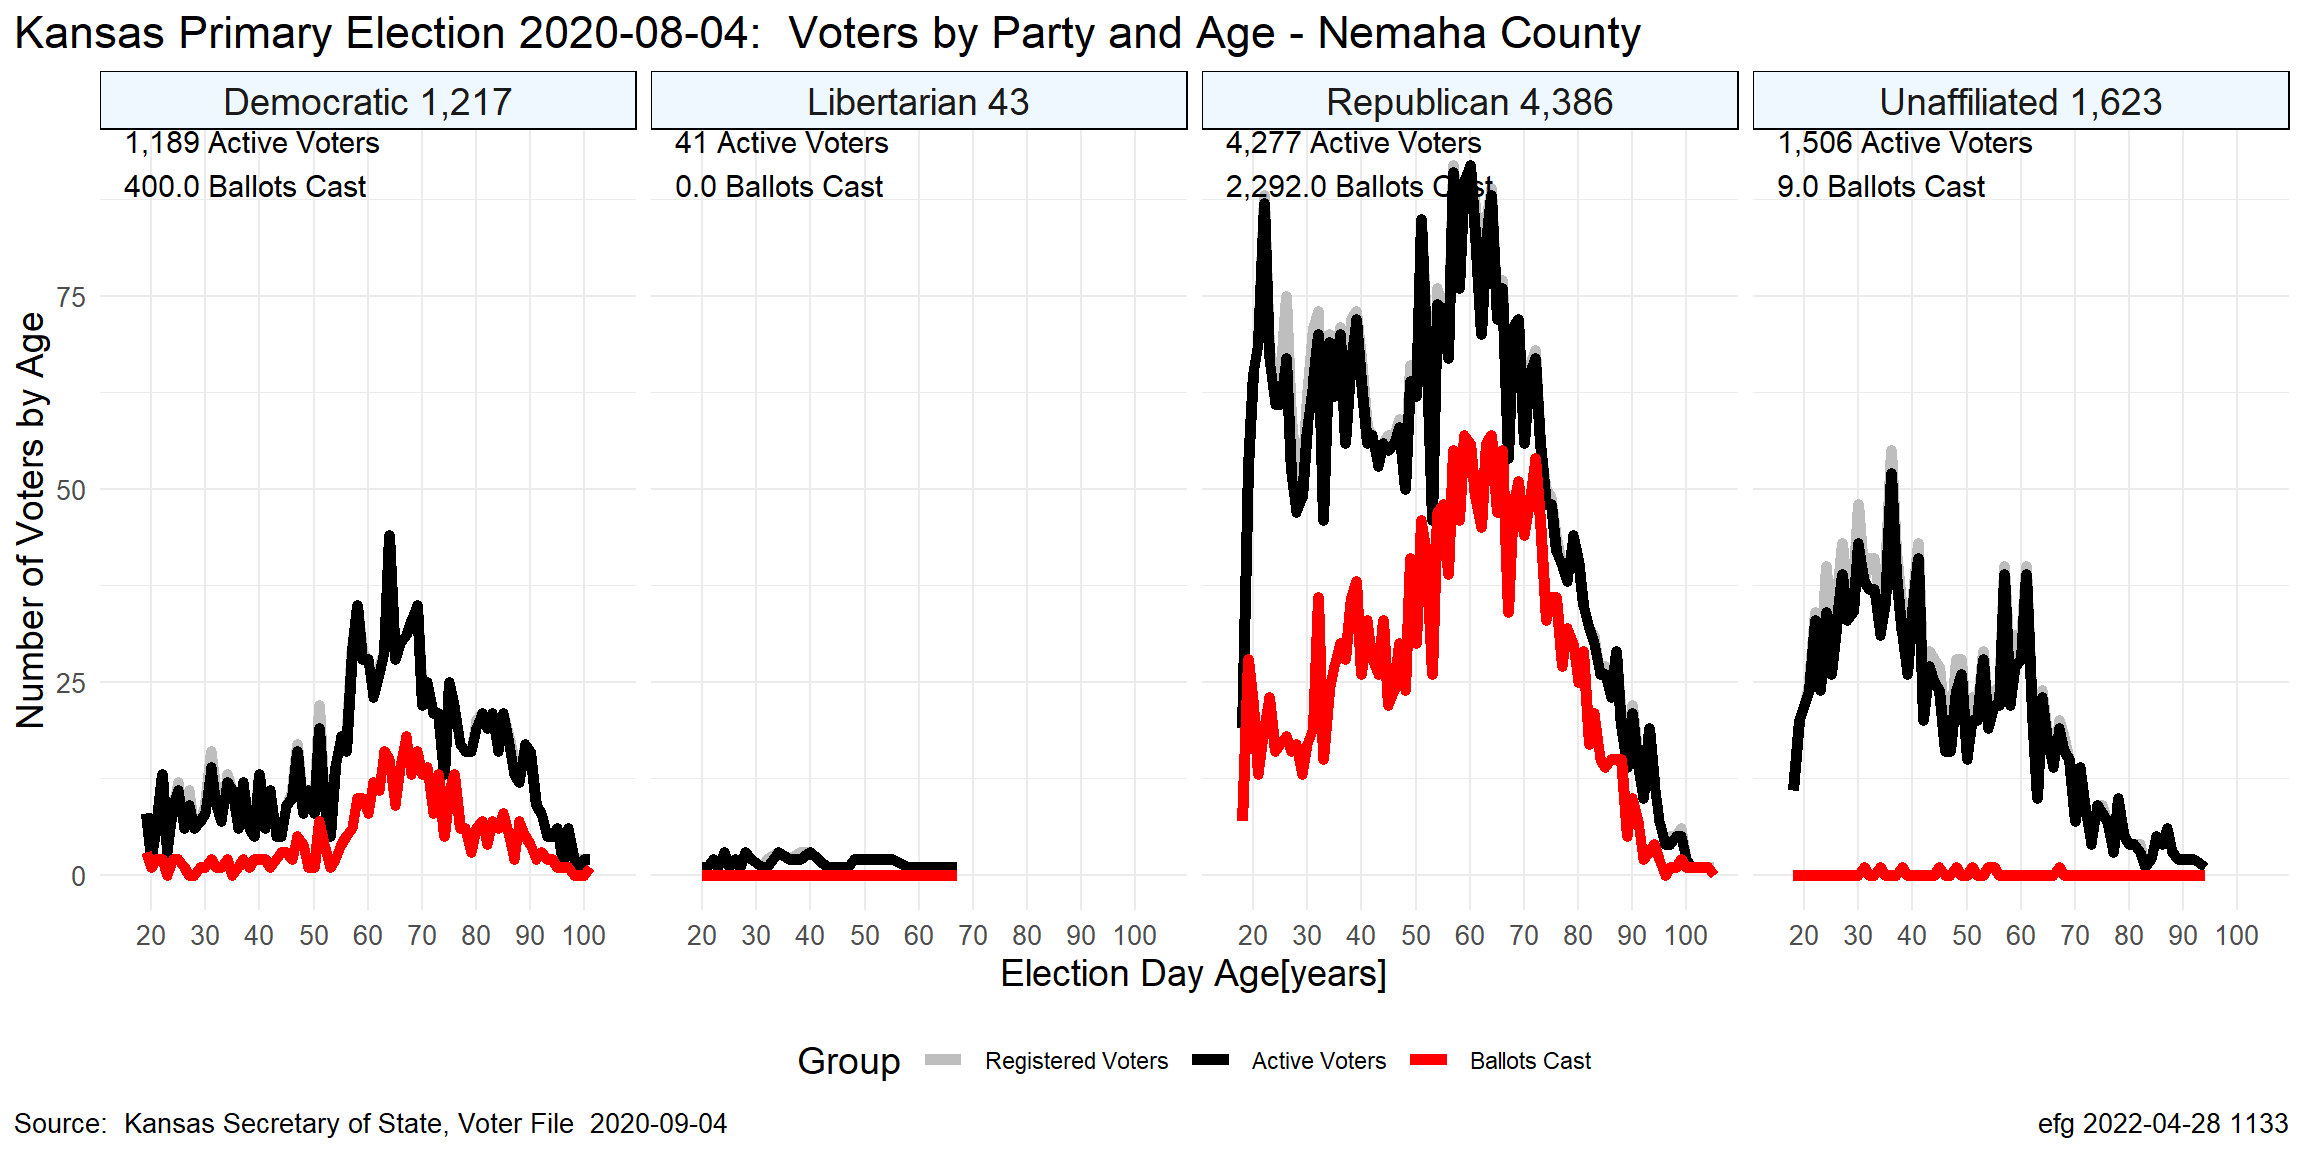 Kansas Primary Election 2020-08-04:  Voters by Party and Age - Nemaha County
Democratic 1,217
Libertarian 43
Republican 4,386
Unaffiliated 1,623
1,189 Active Voters
400.0 Ballots Cast
41 Active Voters
0.0 Ballots Cast
4,277 Active Voters
2,292.0 Ballots Cast
1,506 Active Voters
9.0 Ballots Cast
Number of Voters by Age
75
50
25
0
20 30 40 50 60 70 80 90 100
20 30 40 50 60 70 80 90 100
20 30 40 50 60 70 80 90 100
20 30 40 50 60 70 80 90 100
Election Day Age[years]
Group Registered Voters Active Voters Ballots Cast
Source:  Kansas Secretary of State, Voter File  2020-09-04
efg 2022-04-28 1133